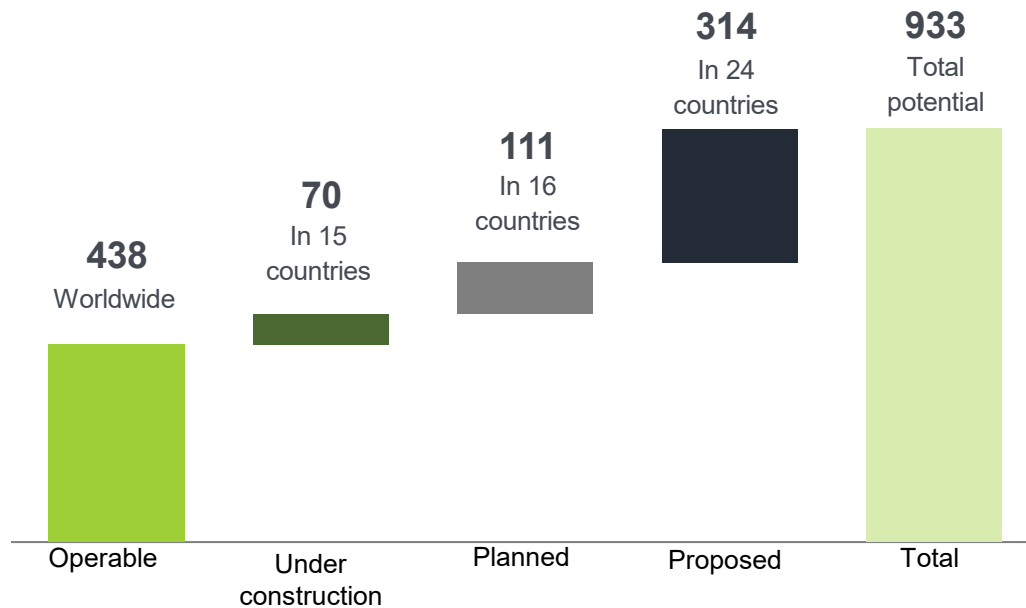 438
Worldwide
70
In 15
countries
111
In 16
countries
314
In 24
countries
933
Total
potential
Operable
Under
construction
Planned
Proposed
Total